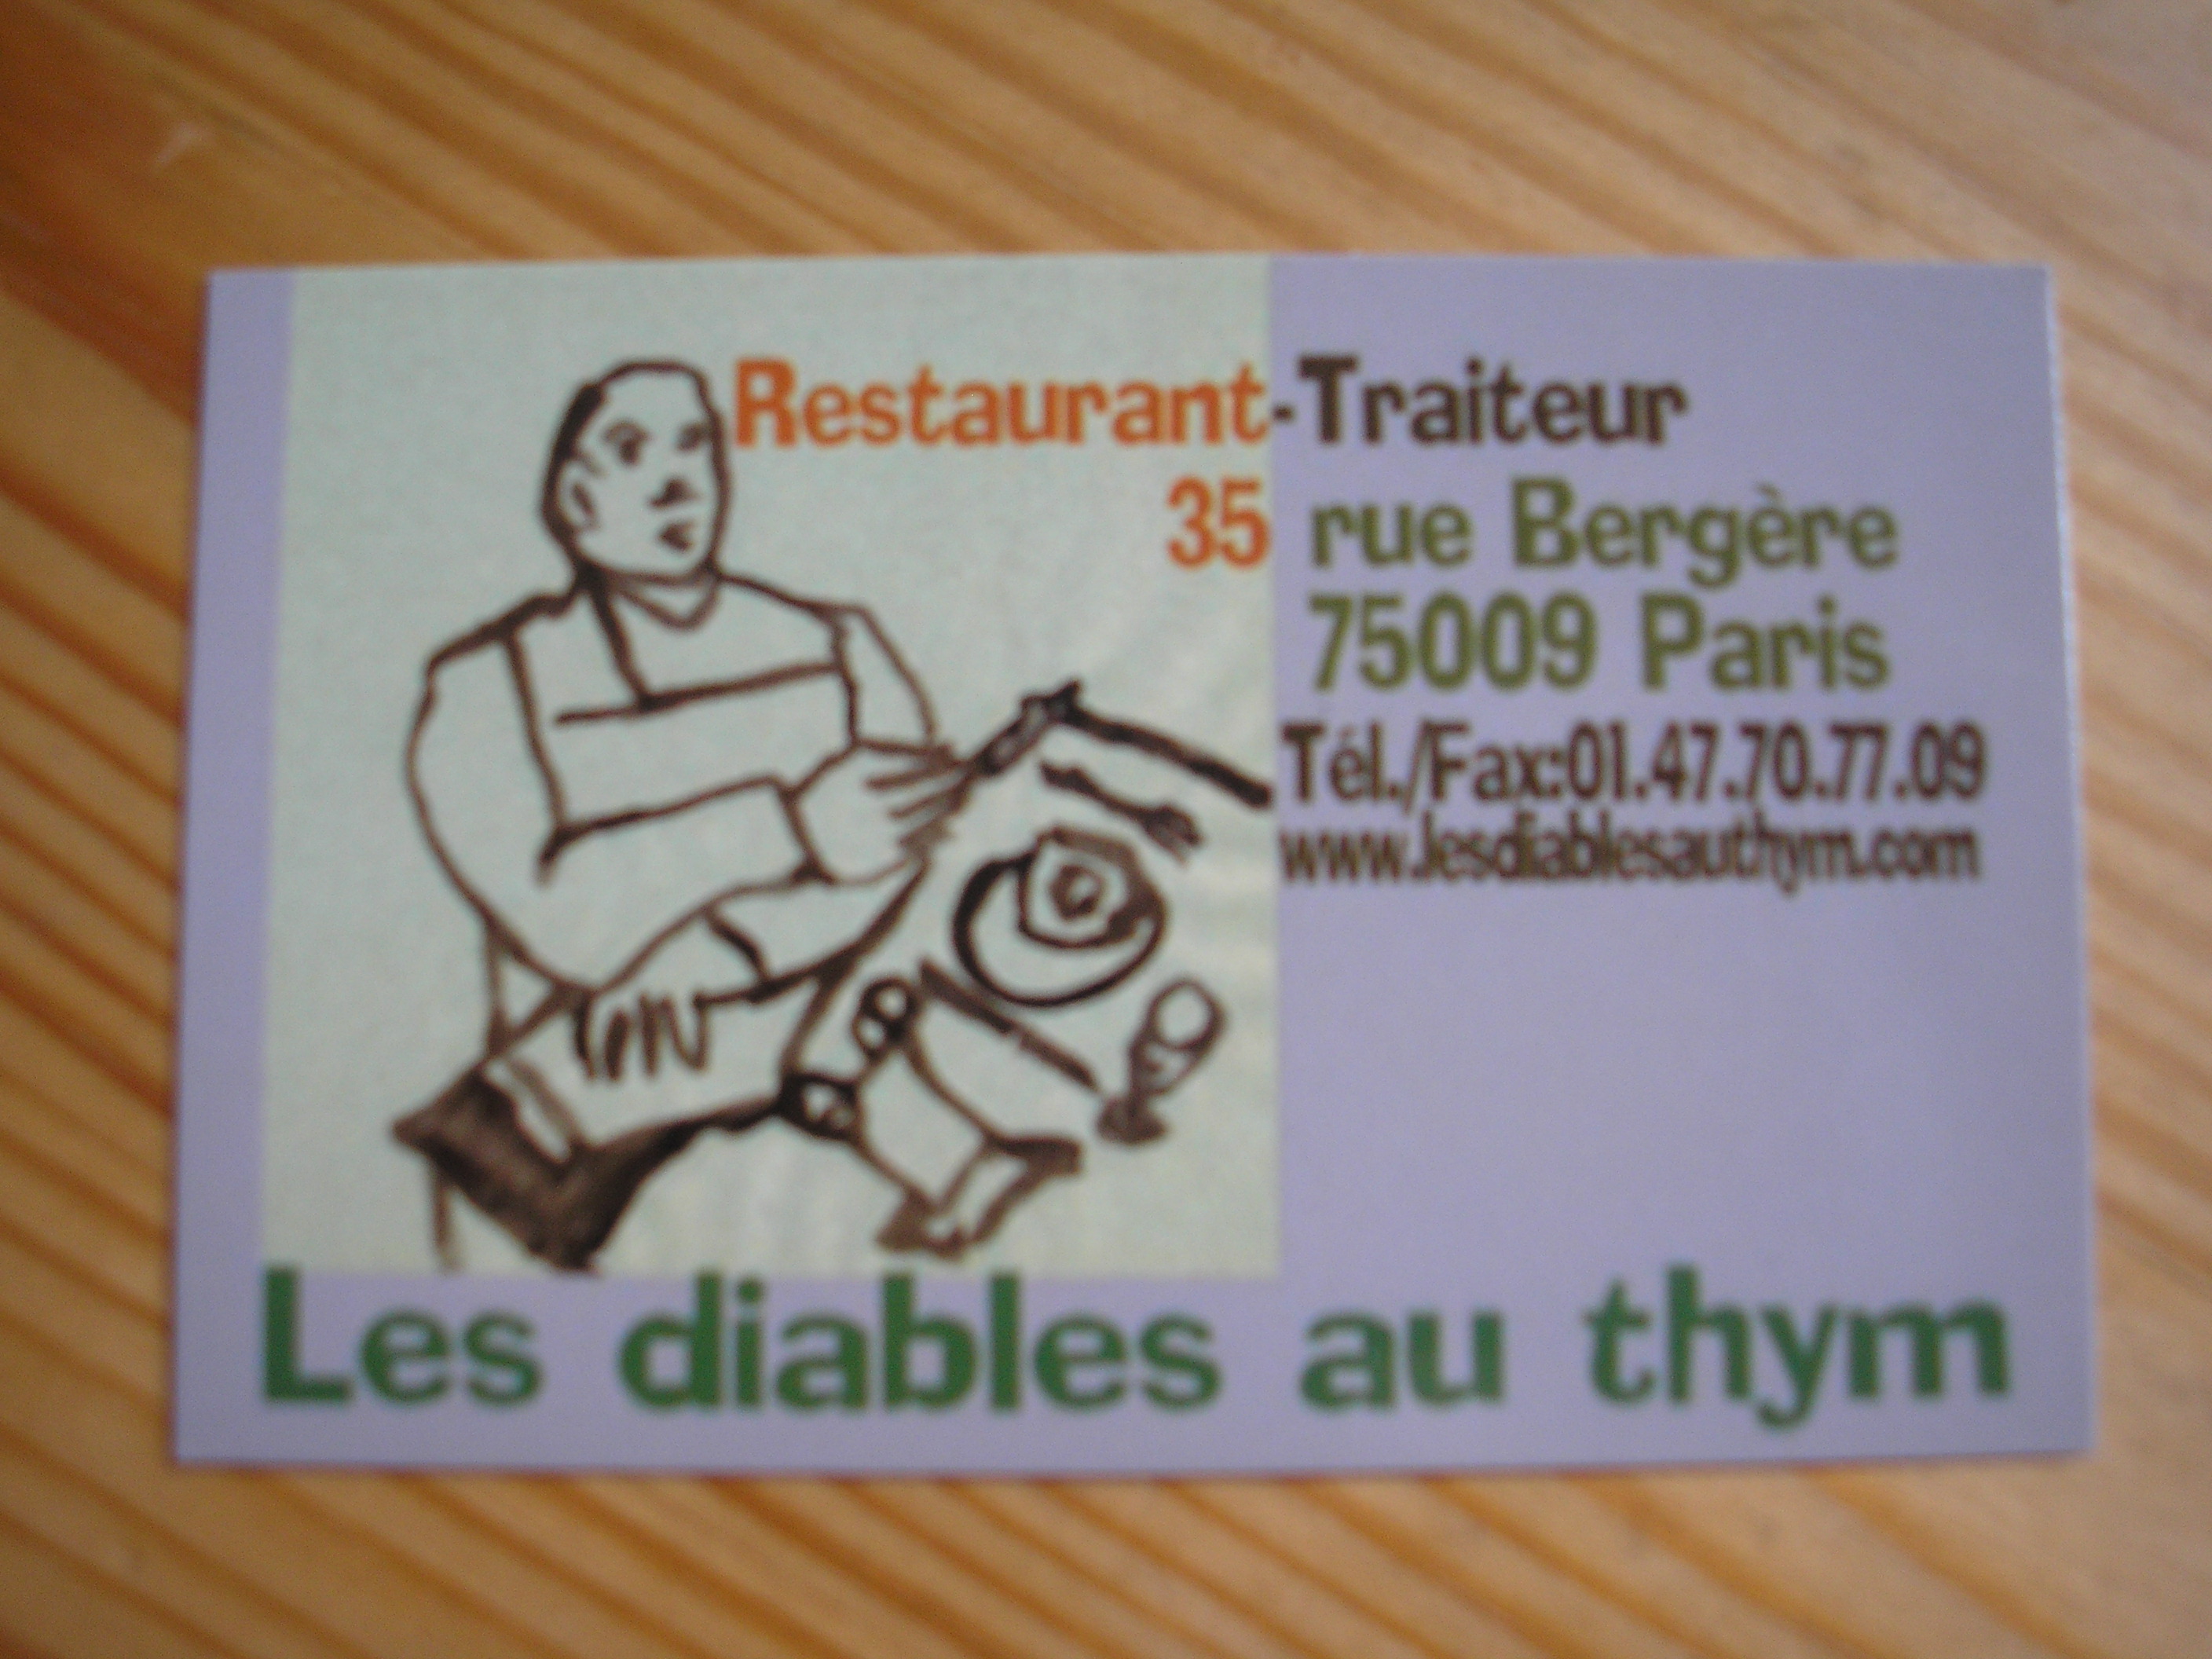 Restaurant-Traiteur
35 rue Bergère
75009 Paris
Tél./Fax:01.47.70.77.09
www.lesdiablesauthym.com
Les diables au thym